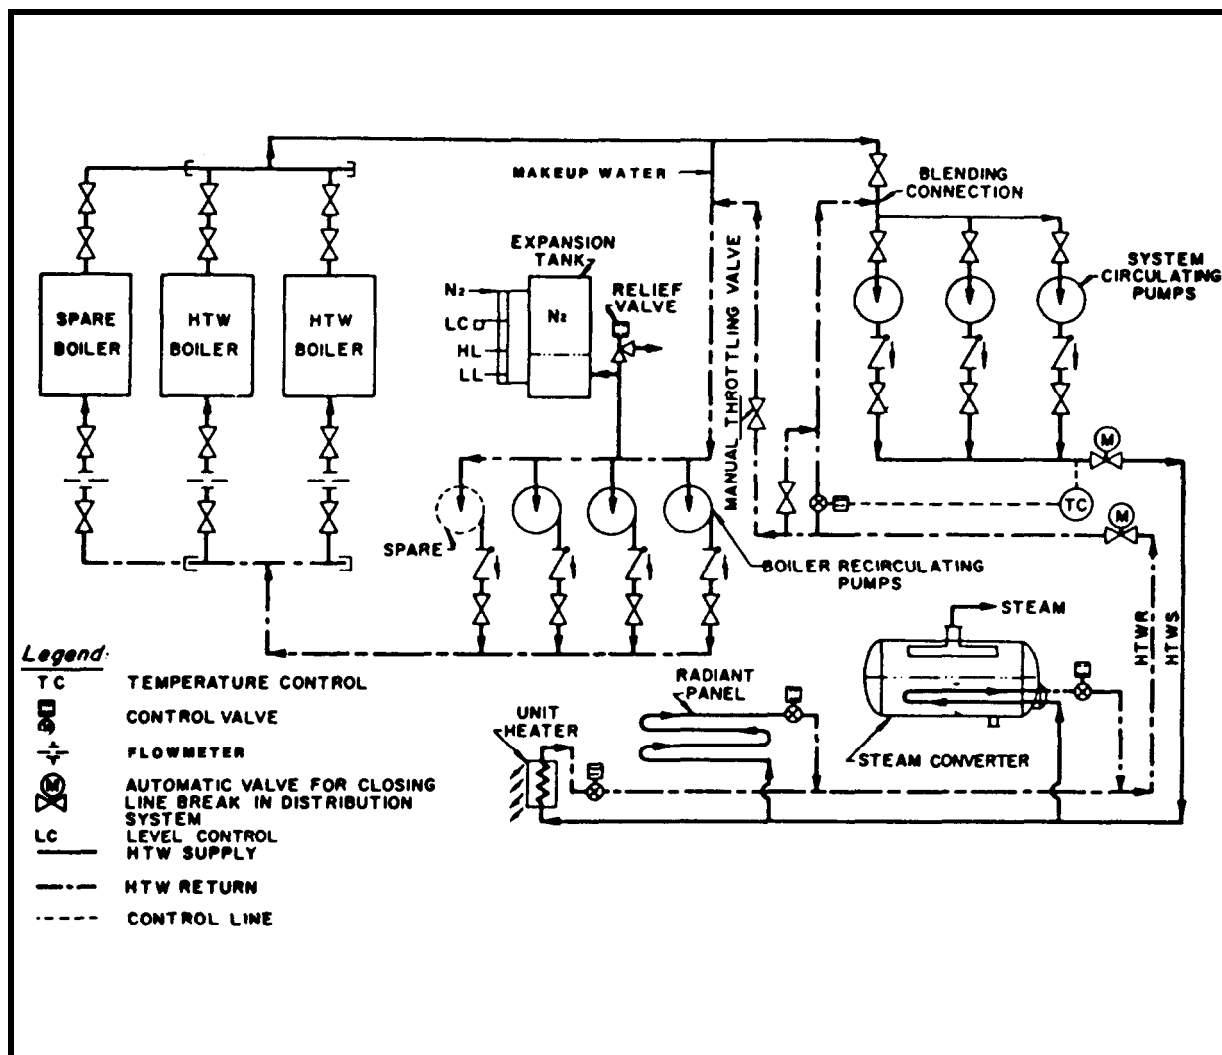 MAKEUP WATER
BLENDING
CONNECTION
EXPANSION
TANK
RELIEF
VALVE
SYSTEM
CIRCULATING
PUMPS
N2
LC
HL
LL
N2
SPARE
BOILER
HTW
BOILER
HTW
BOILER
MANUAL THROTTLING VALVE
M
TC
M
SPARE
BOILER RECIRCULATING
PUMPS
STEAM
HTWR
HTWS
RADIANT
PANEL
UNIT
HEATER
STEAM CONVERTER
Legend:
TC TEMPERATURE CONTROL
CONTROL VALVE
FLOWMETER
M AUTOMATIC VALVE FOR CLOSING
LINE BREAK IN DISTRIBUTION
SYSTEM
LC LEVEL CONTROL
HTW SUPPLY
HTW RETURN
CONTROL LINE